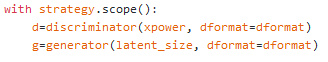 with strategy.scope():
    d=discriminator(xpower, dformat=dformat)
    g=generator(latent_size, dformat=dformat)